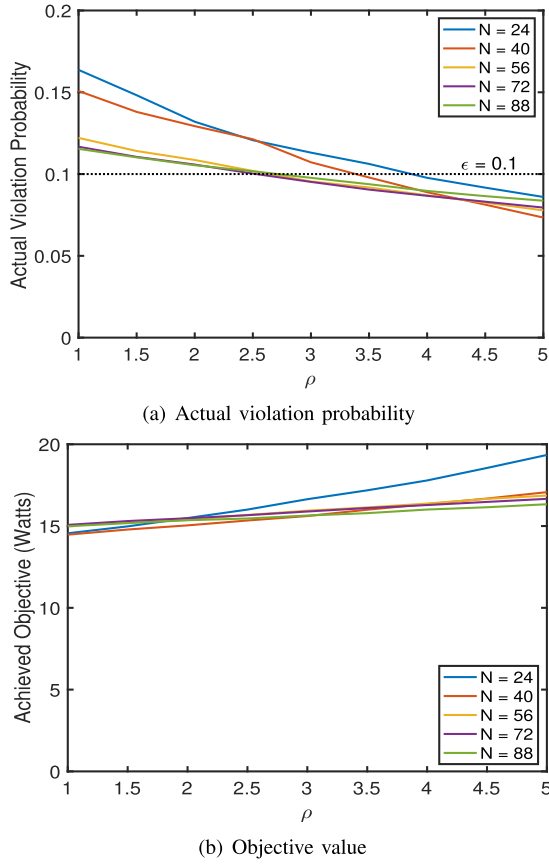 0.2
0.15
0.1
0.05
0
Actual Violation Probability
N = 24
N = 40
N = 56
N = 72
N = 88
ϵ = 0.1
1 1.5 2 2.5 3 3.5 4 4.5 5
ρ
(a) Actual violation probability
20
15
10
5
0
Achieved Objective (Watts)
N = 24
N = 40
N = 56
N = 72
N = 88
1 1.5 2 2.5 3 3.5 4 4.5 5
ρ
(b) Objective value